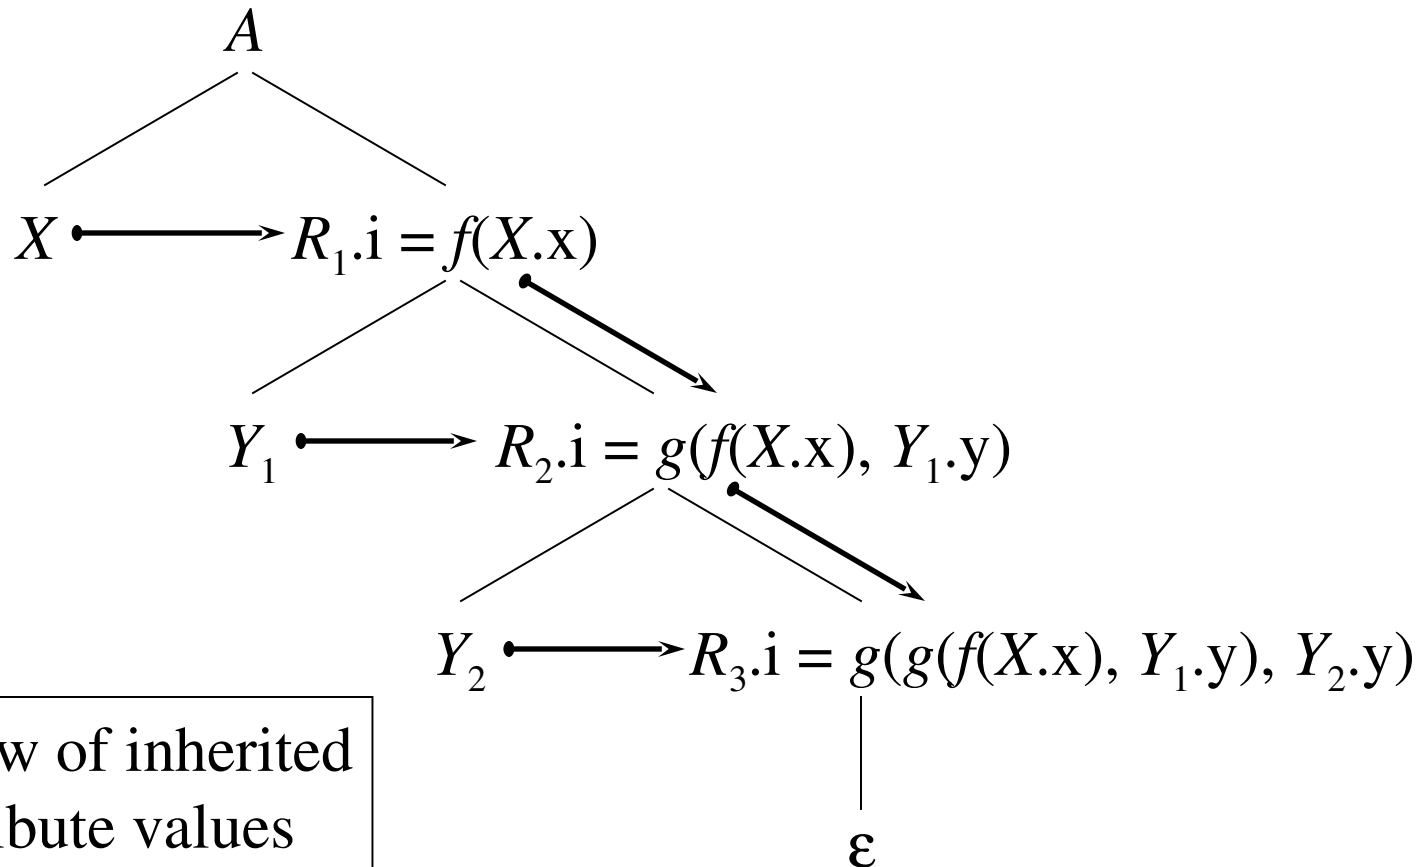 A
X R₁.i = f(X.x)
Y₁ R₂.i = g(f(X.x), Y₁.y)
Y₂ R₃.i = g(g(f(X.x), Y₁.y), Y₂.y)
of inherited
values
ε